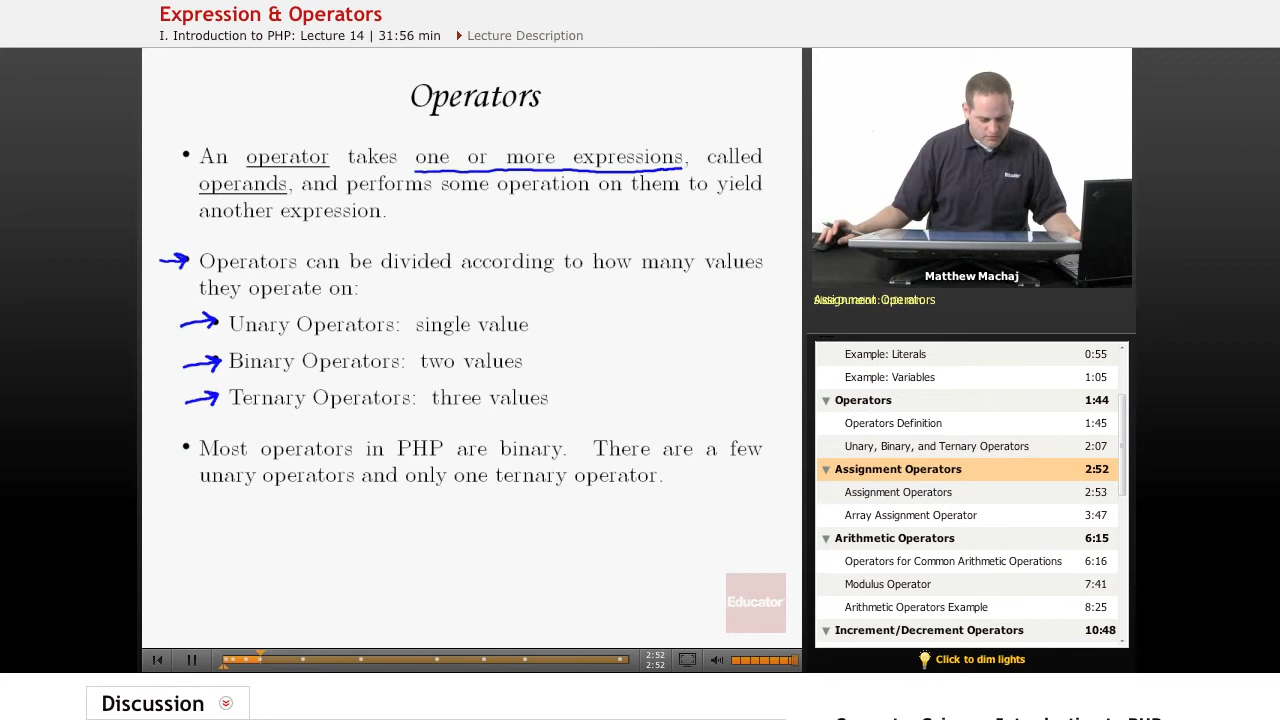 Expression & Operators
I. Introduction to PHP: Lecture 14 | 31:56 min
Lecture Description
Operators
• An operator takes one or more expressions, called
operands, and performs some operation on them to yield
another expression.
Operators can be divided according to how many values
they operate on:
Unary Operators: single value
Binary Operators: two values
Ternary Operators: three values
• Most operators in PHP are binary. There are a few
unary operators and only one ternary operator.
Educator
2:52
2:52
Matthew Machaj
Operators
Example: Literals 0:55
Example: Variables 1:05
Operators 1:44
Operators Definition 1:45
Unary, Binary, and Ternary Operators 2:07
Assignment Operators 2:52
Assignment Operators 2:53
Array Assignment Operator 3:47
Arithmetic Operators 6:15
Operators for Common Arithmetic Operations 6:16
Modulus Operator 7:41
Arithmetic Operators Example 8:25
Increment/Decrement Operators 10:48
Click to dim lights
Discussion